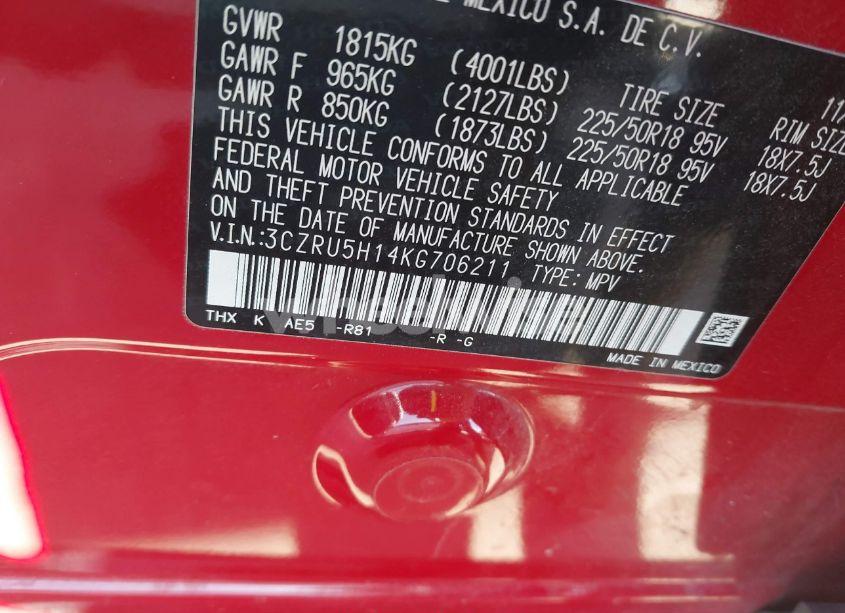 MEXICO S.A. DE C.V.
GVWR 1815KG (4001LBS) TIRE SIZE RIM SIZE
GAWR F 965KG (2127LBS) 225/50R18 95V 18X7.5J
GAWR R 850KG (1873LBS) 225/50R18 95V 18X7.5J
THIS VEHICLE CONFORMS TO ALL APPLICABLE
FEDERAL MOTOR VEHICLE SAFETY
AND THEFT PREVENTION STANDARDS IN EFFECT
ON THE DATE OF MANUFACTURE SHOWN ABOVE.
V.I.N.:3CZRU5H14KG706211 TYPE: MPV
THX K AE5 -R81 -R -G
MADE IN MEXICO